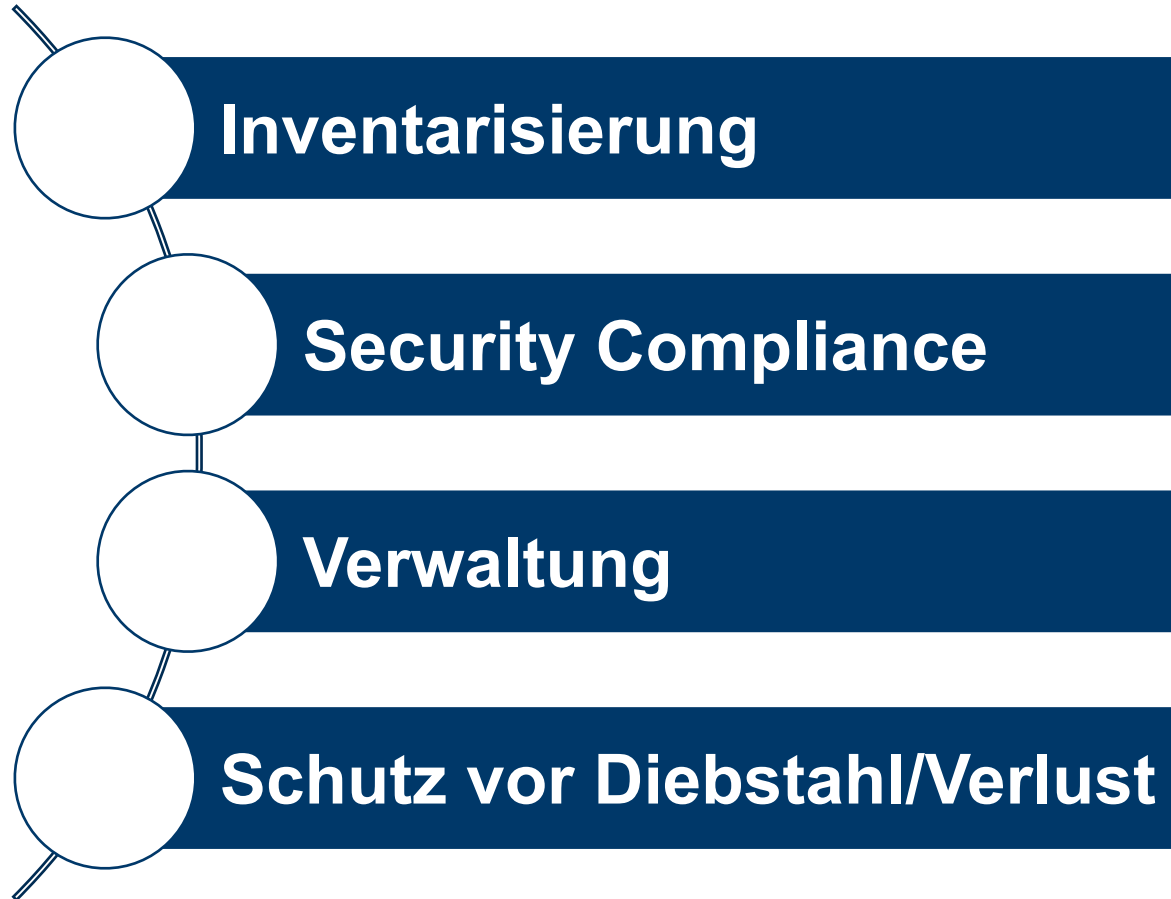 Inventarisierung
Security Compliance
Verwaltung
Schutz vor Diebstahl/Verlust